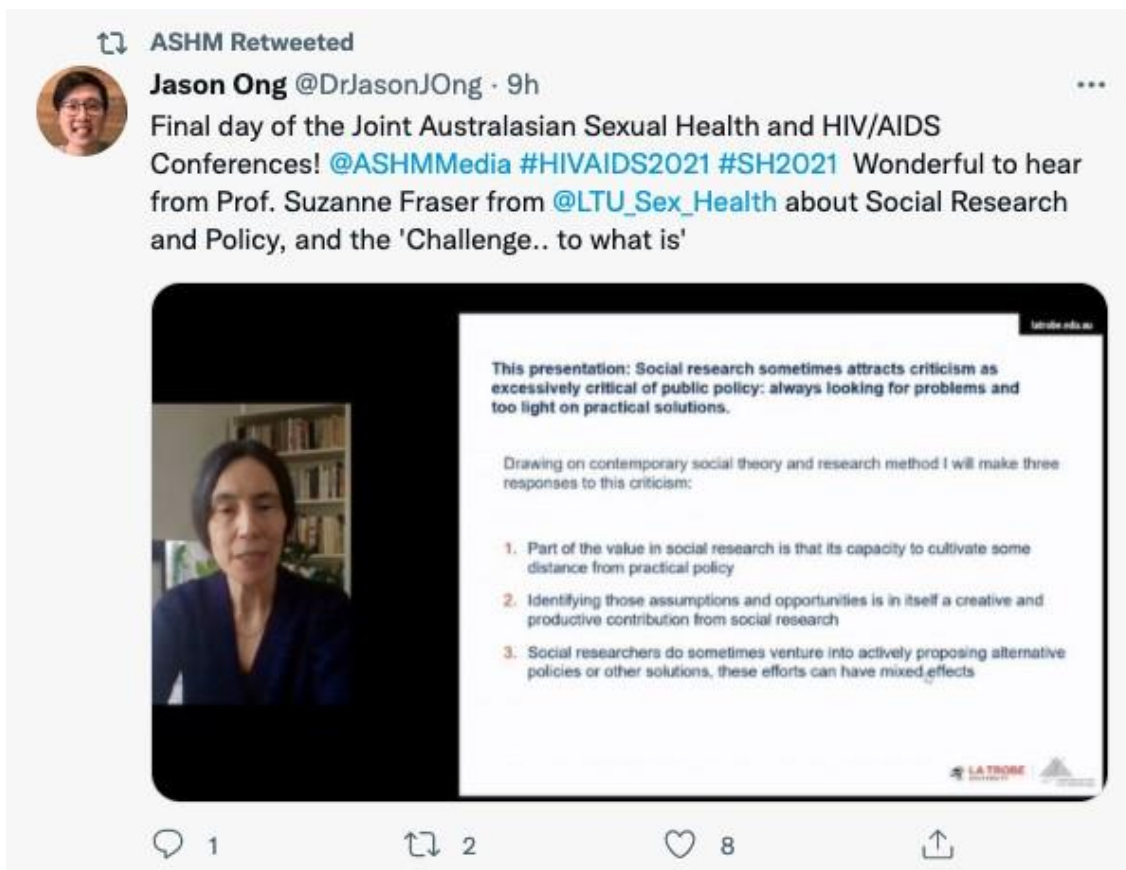 ASHM Retweeted
Jason Ong @DrJasonJOng · 9h
Final day of the Joint Australasian Sexual Health and HIV/AIDS
Conferences! @ASHMMedia #HIVAIDS2021 #SH2021 Wonderful to hear
from Prof. Suzanne Fraser from @LTU_Sex_Health about Social Research
and Policy, and the 'Challenge.. to what is'
latrobe.edu.au
This presentation: Social research sometimes attracts criticism as
excessively critical of public policy: always looking for problems and
too light on practical solutions.
Drawing on contemporary social theory and research method I will make three
responses to this criticism:
1. Part of the value in social research is that its capacity to cultivate some
distance from practical policy
2. Identifying those assumptions and opportunities is in itself a creative and
productive contribution from social research
3. Social researchers do sometimes venture into actively proposing alternative
policies or other solutions, these efforts can have mixed effects
LA TROBE
UNIVERSITY
1 2 8